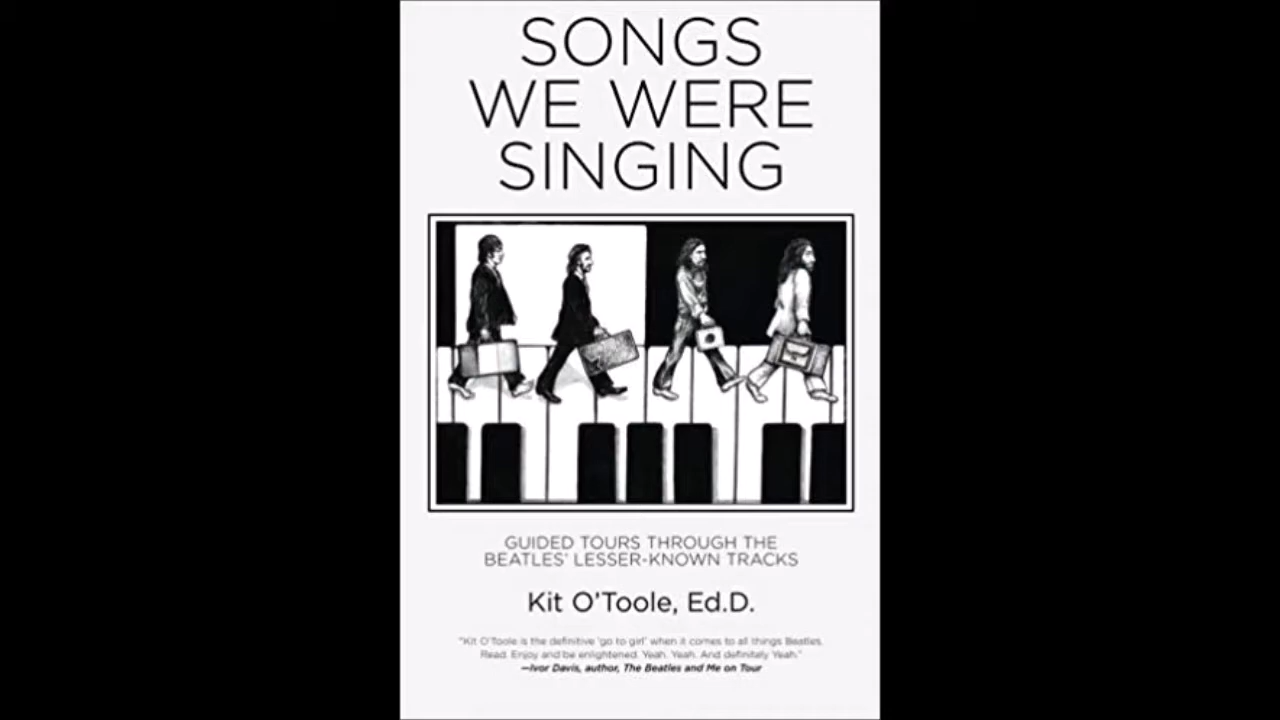 SONGS
WE WERE
SINGING
GUIDED TOURS THROUGH THE
BEATLES' LESSER-KNOWN TRACKS
Kit O'Toole, Ed.D.
"Kit O'Toole is the definitive 'go to girl' when it comes to all things Beatles.
Read. Enjoy and be enlightened. Yeah. Yeah. And definitely Yeah."
—Ivor Davis, author, The Beatles and Me on Tour